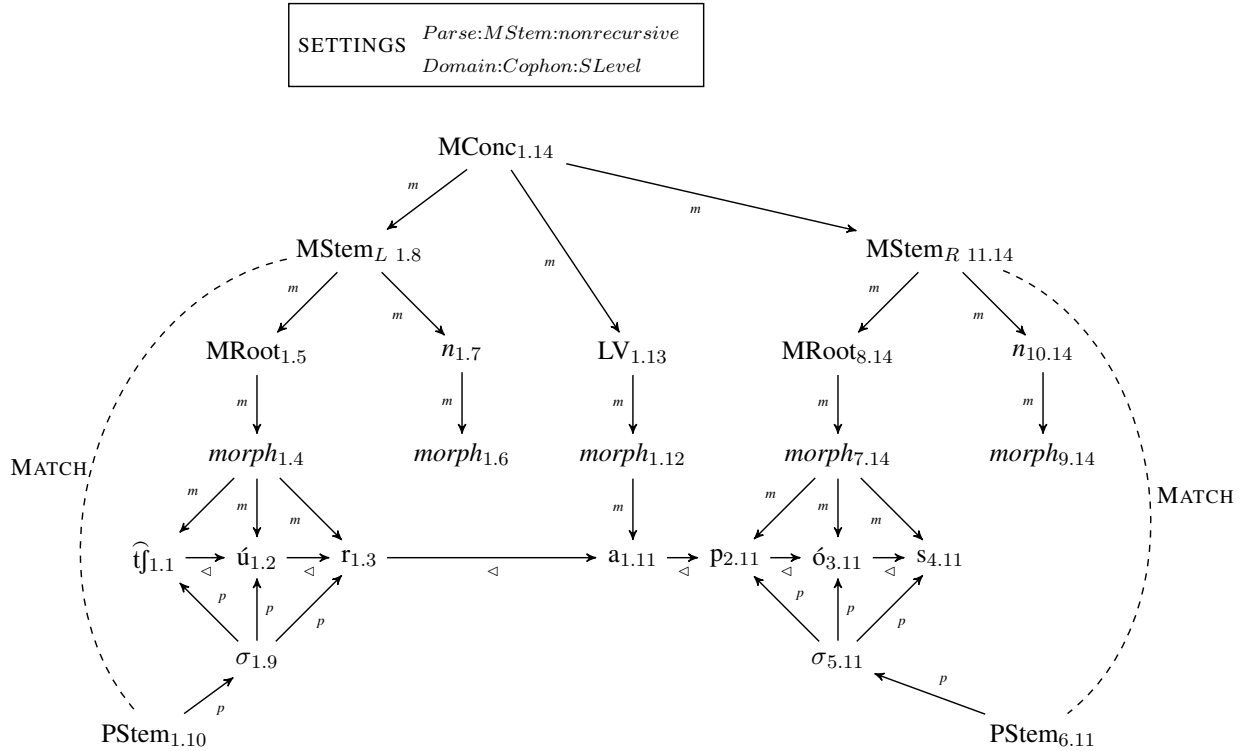 SETTINGS Parse:MStem:nonrecursive
Domain:Cophon:SLevel
MConc1.14
m
m
m
MStemL 1.8 MStemR 11.14
m m m m
MRoot1.5 n1.7 LV1.13 MRoot8.14 n10.14
m m m m m
morph1.4 morph1.6 morph1.12 morph7.14 morph9.14
MATCH MATCH
m m m m m m m
t͡ʃ1.1 ú1.2 r1.3 a1.11 p2.11 ó3.11 s4.11
◁ ◁ ◁ ◁ ◁ ◁
p p p p p p
σ1.9 σ5.11
p p
PStem1.10 PStem6.11